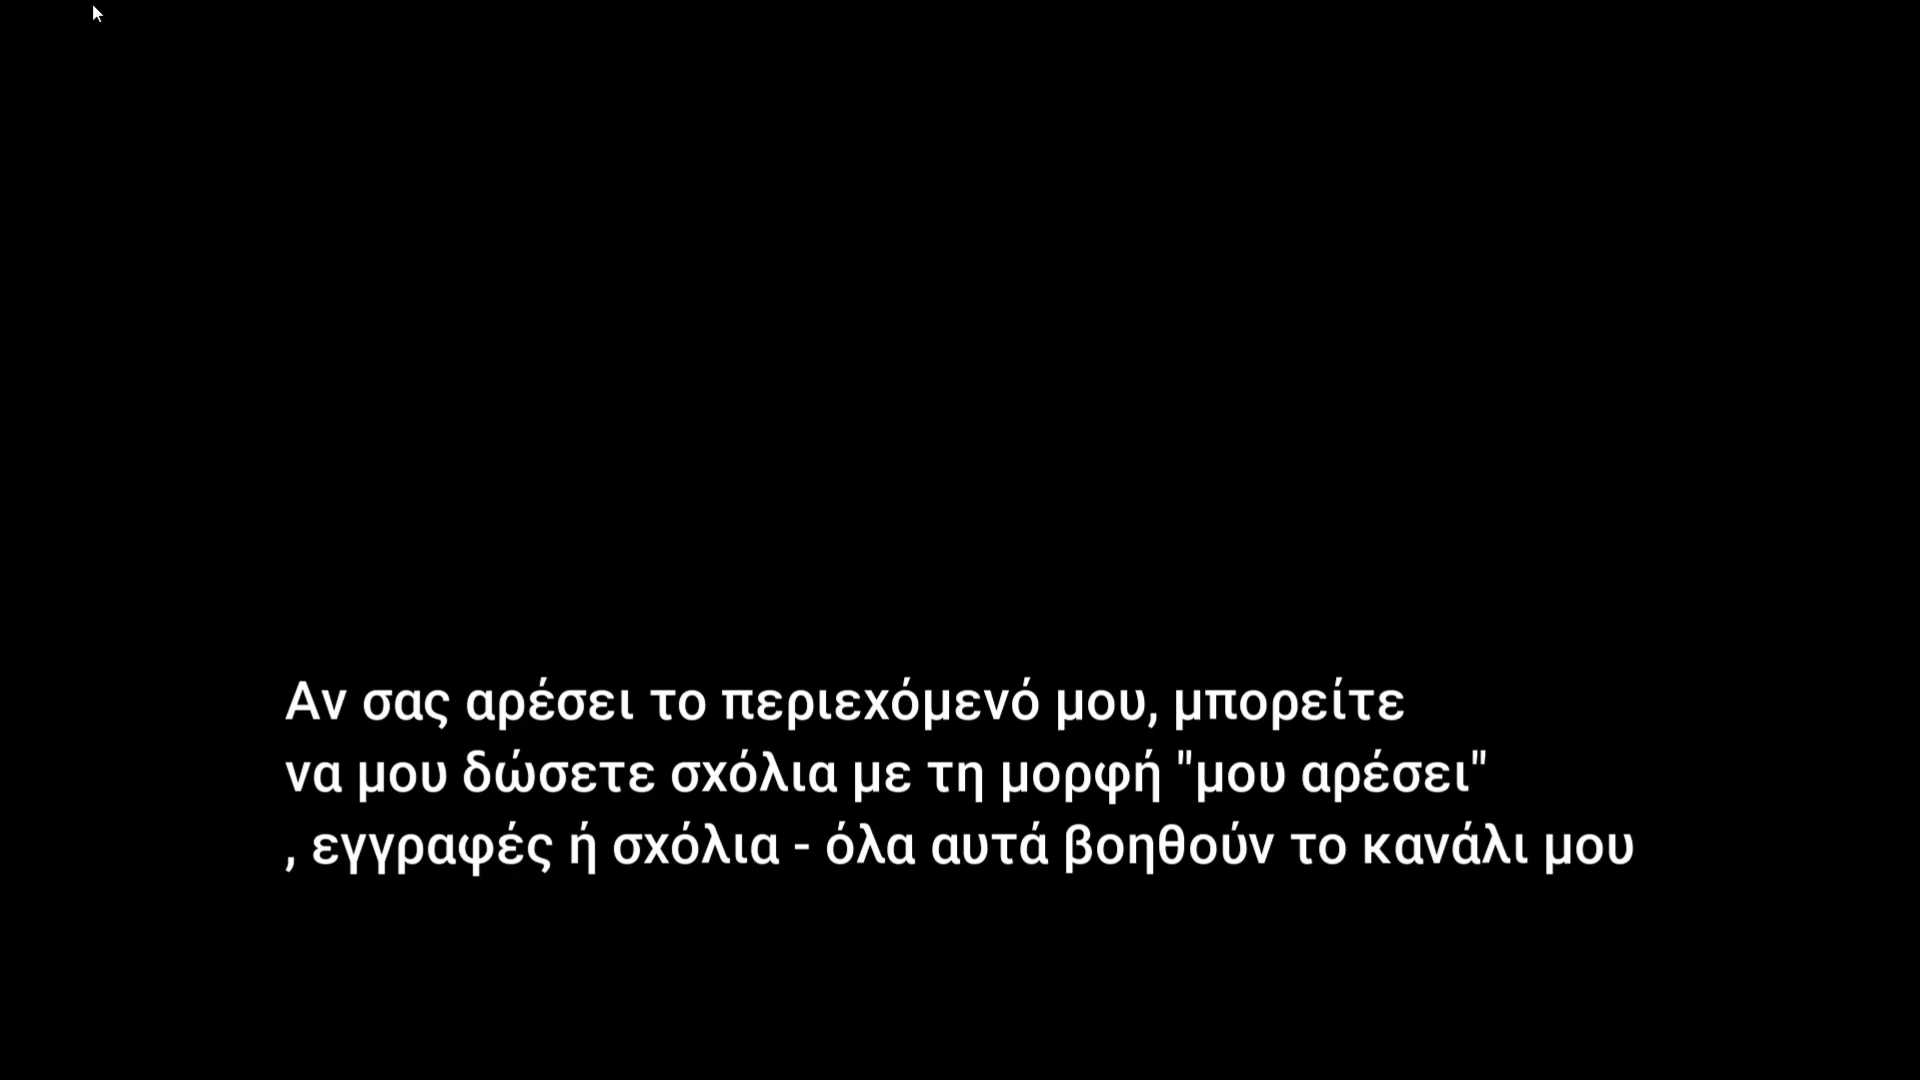 Αν σας αρέσει το περιεχόμενό μου, μπορείτε
να μου δώσετε σχόλια με τη μορφή "μου αρέσει"
, εγγραφές ή σχόλια - όλα αυτά βοηθούν το κανάλι μου